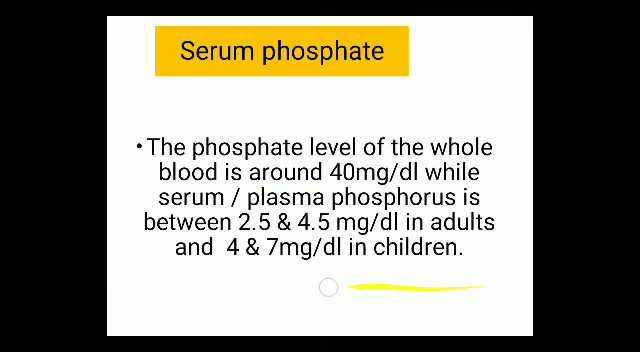 Serum phosphate
•The phosphate level of the whole
blood is around 40mg/dl while
serum / plasma phosphorus is
between 2.5 & 4.5 mg/dl in adults
and 4 & 7mg/dl in children.